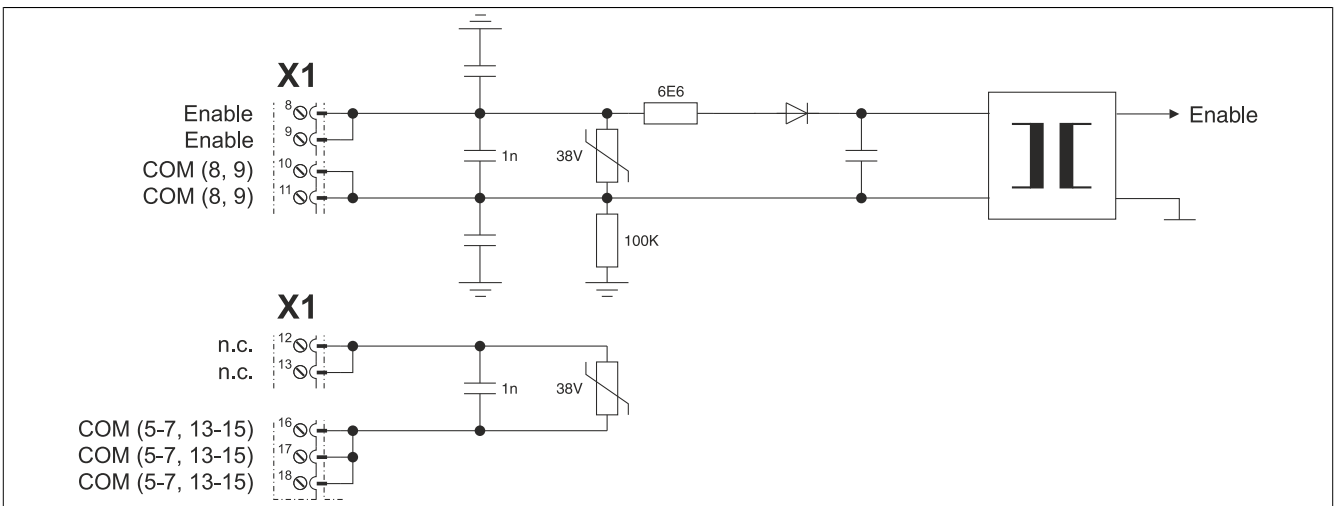 X1
6E6
Enable 8
Enable 9
COM (8, 9) 10
COM (8, 9) 11
1n
38V
Enable
100K
X1
n.c. 12
n.c. 13
1n
38V
COM (5-7, 13-15) 16
COM (5-7, 13-15) 17
COM (5-7, 13-15) 18